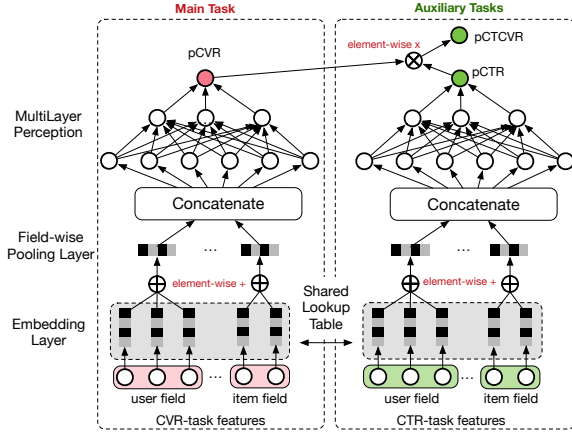 Main Task
Auxiliary Tasks
pCTCVR
element-wise x
pCVR
pCTR
MultiLayer
Perception
Concatenate
Concatenate
Field-wise
Pooling Layer
...
...
element-wise +
element-wise +
Shared
Lookup
Table
Embedding
Layer
...
...
user field
item field
user field
item field
CVR-task features
CTR-task features